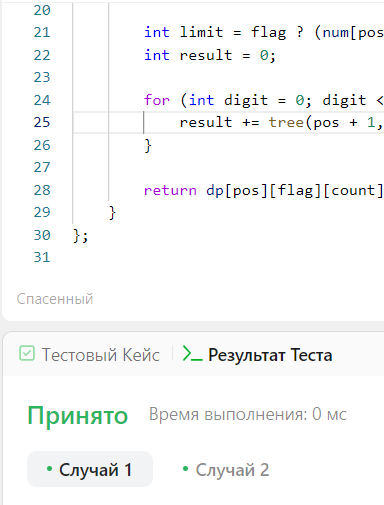 20
21 int limit = flag ? (num[pos
22 int result = 0;
23
24 for (int digit = 0; digit <
25 result += tree(pos + 1,
26 }
27
28 return dp[pos][flag][count]
29 }
30 };
31
Спасенный
Тестовый Кейс Результат Теста
Принято Время выполнения: 0 мс
Случай 1 Случай 2